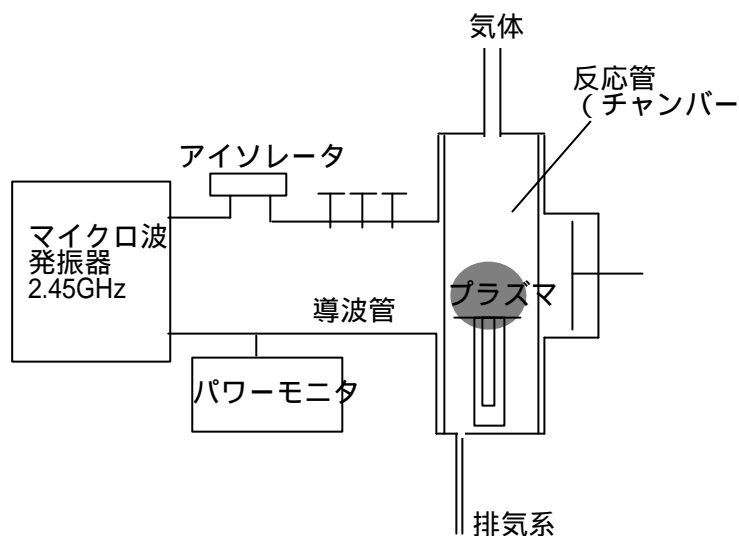 気体
反応管
（チャンバー
アイソレータ
マイクロ波
発振器
2.45GHz
プラズマ
導波管
パワーモニタ
排気系